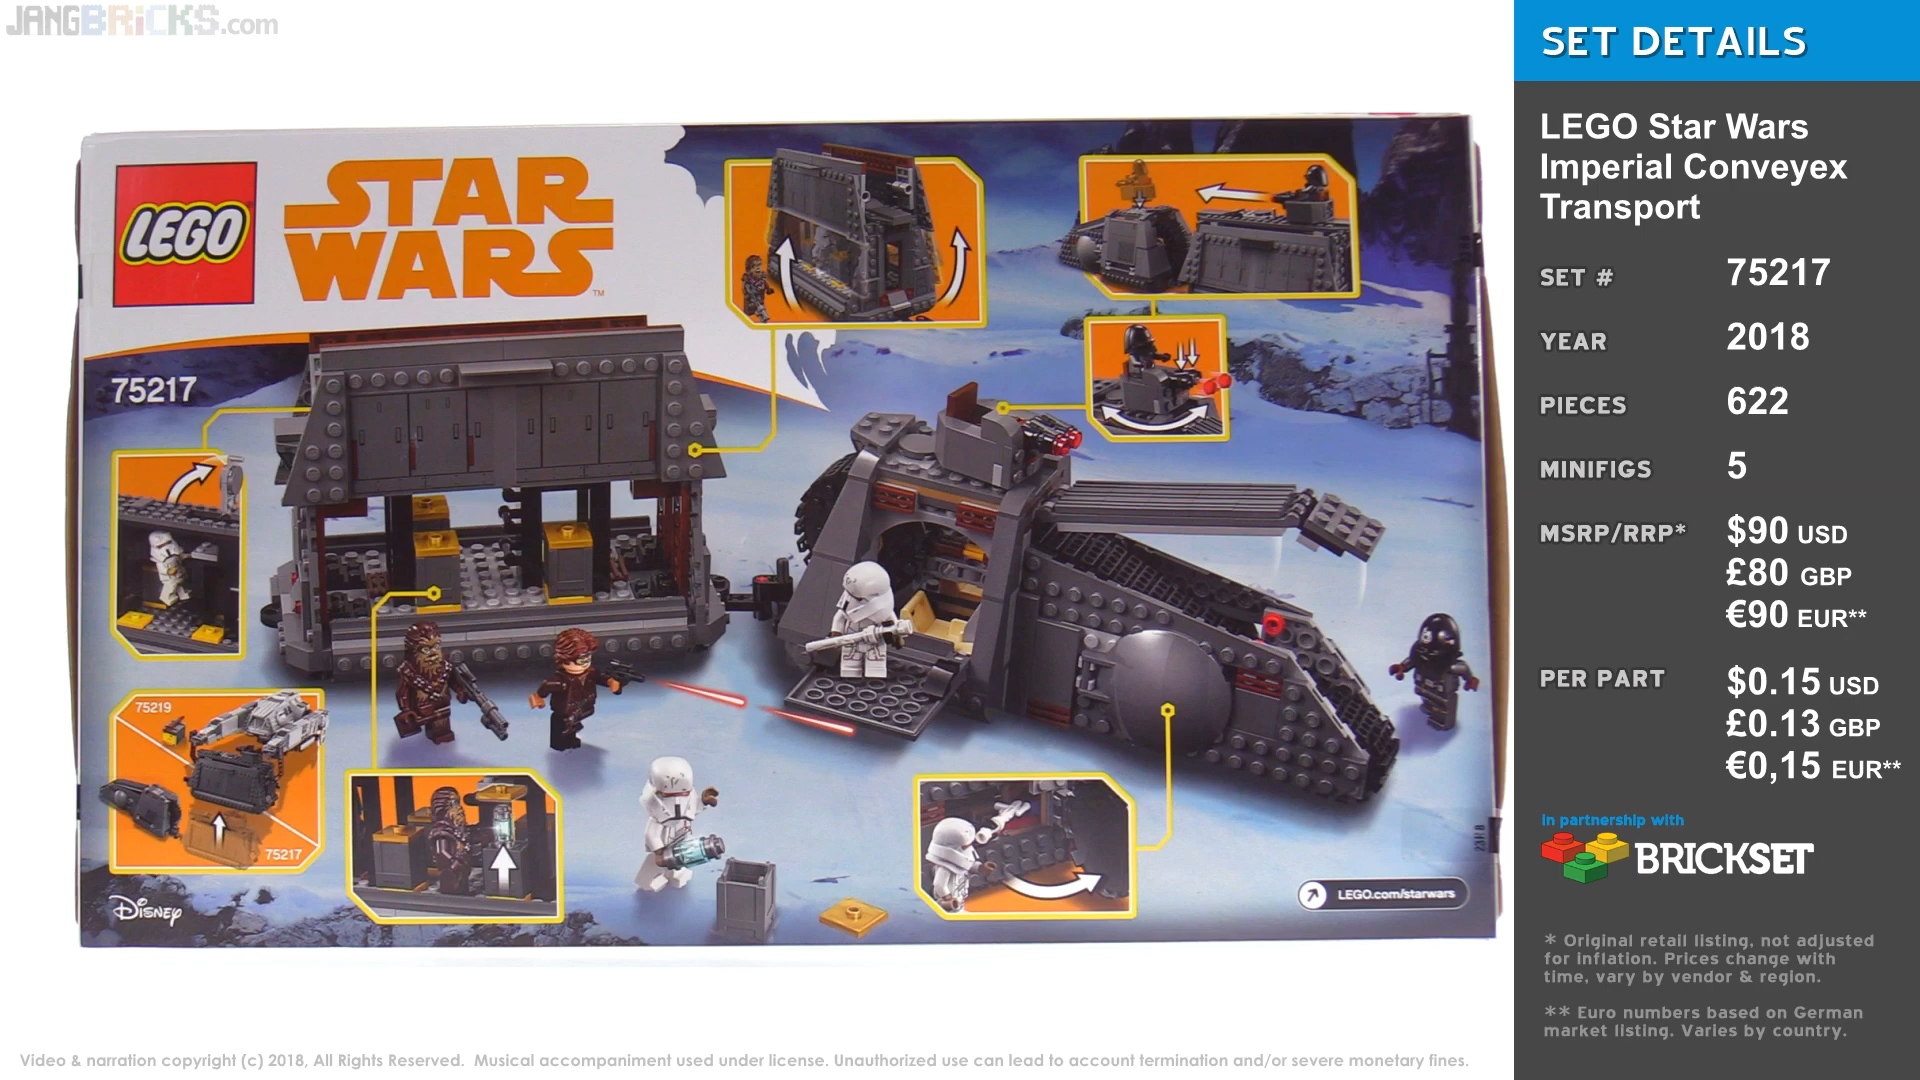 JANGBRiCKS.com
SET DETAILS
LEGO Star Wars
Imperial Conveyex
Transport
SET # 75217
YEAR 2018
PIECES 622
MINIFIGS 5
MSRP/RRP* $90 USD
£80 GBP
€90 EUR**
PER PART $0.15 USD
£0.13 GBP
€0,15 EUR**
In partnership with
BRICKSET
* Original retail listing, not adjusted
for inflation. Prices change with
time, vary by vendor & region.
** Euro numbers based on German
market listing. Varies by country.
LEGO
STAR
WARS
TM
75217
75219
75217
Disney
LEGO.com/starwars
Video & narration copyright (c) 2018, All Rights Reserved. Musical accompaniment used under license. Unauthorized use can lead to account termination and/or severe monetary fines.